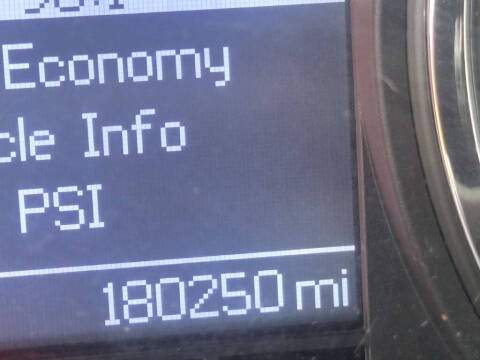 Economy
cle Info
PSI
180250 mi